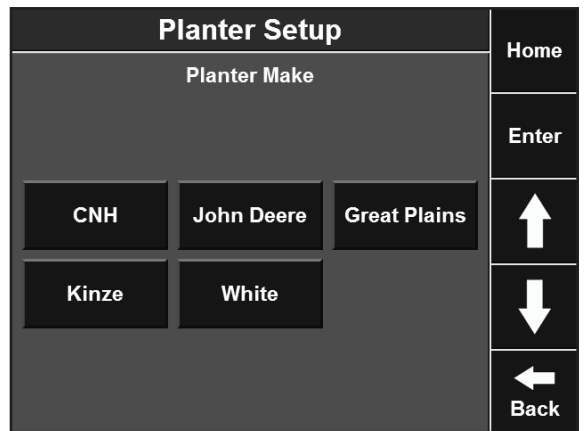 Planter Setup
Planter Make
CNH
John Deere
Great Plains
Kinze
White
Home
Enter
Back